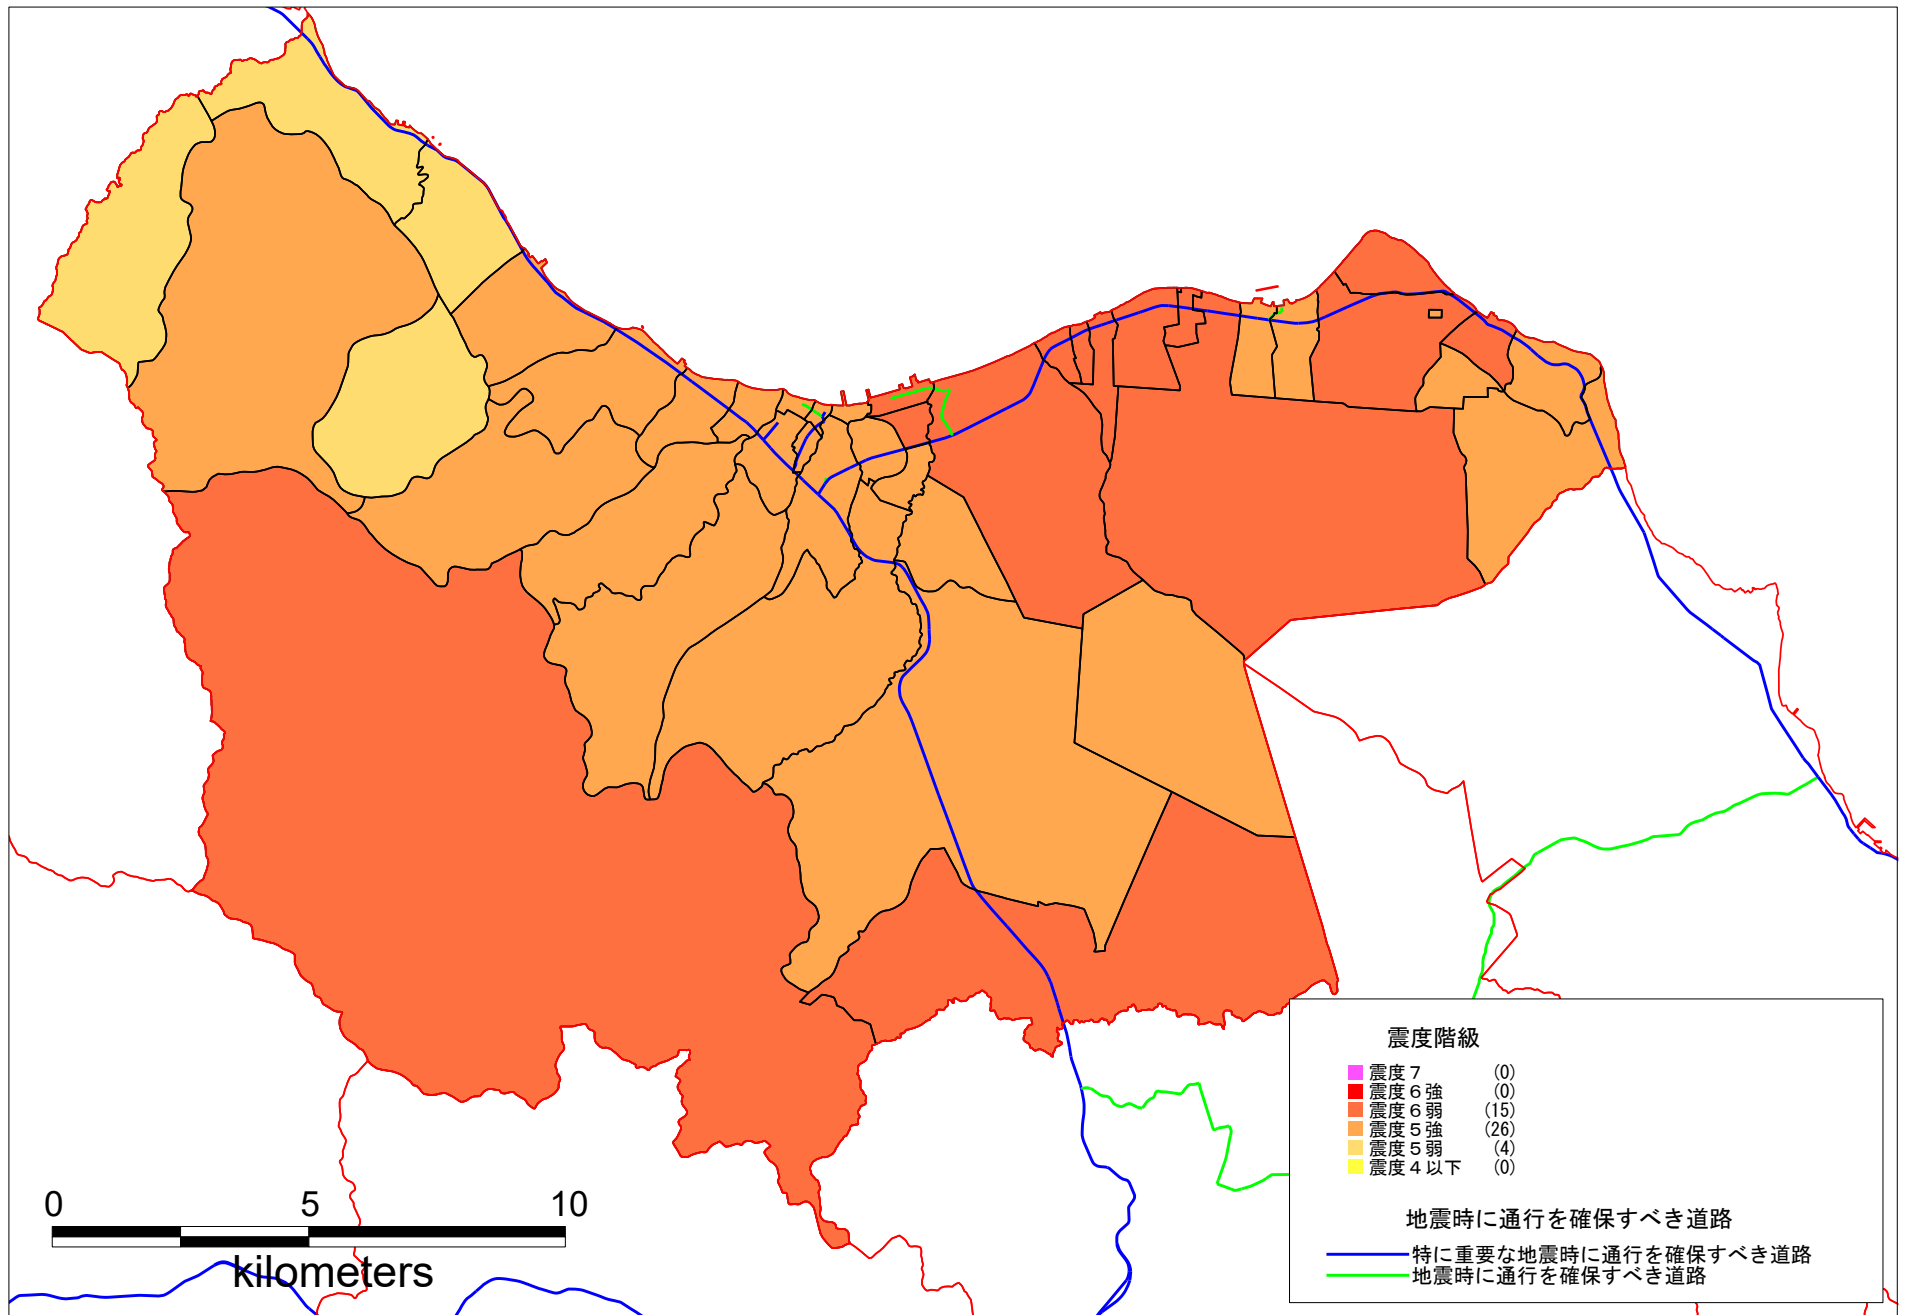 震度階級
震度７ (0)
震度６強 (0)
震度６弱 (15)
震度５強 (26)
震度５弱 (4)
震度４以下 (0)
地震時に通行を確保すべき道路
特に重要な地震時に通行を確保すべき道路
地震時に通行を確保すべき道路
0 5 10
kilometers